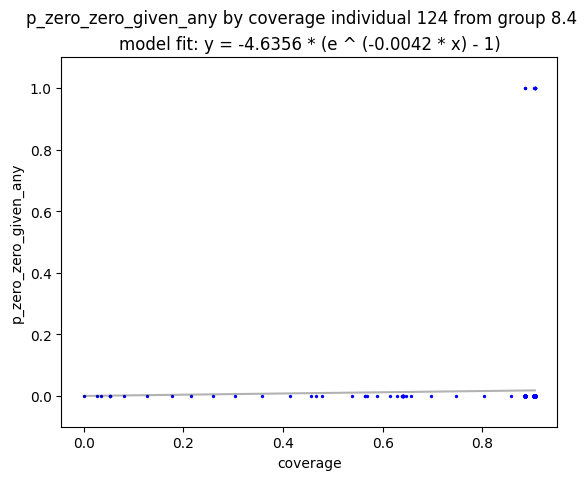 p_zero_zero_given_any by coverage individual 124 from group 8.4
model fit: y = -4.6356 * (e ^ (-0.0042 * x) - 1)
1.0
0.8
0.6
0.4
0.2
0.0
p_zero_zero_given_any
0.0 0.2 0.4 0.6 0.8
coverage